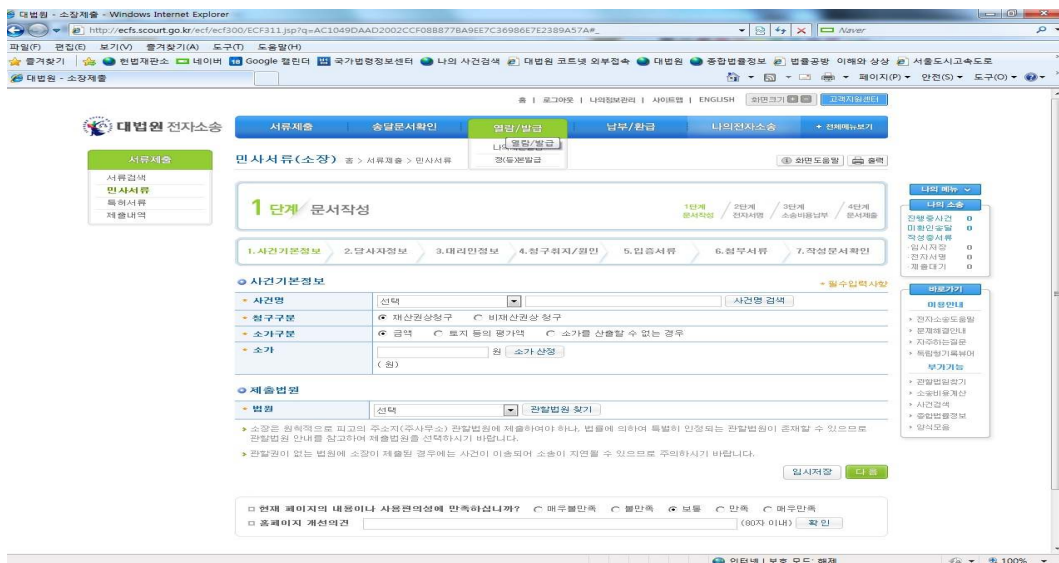 대법원 - 소장제출 - Windows Internet Explorer
http://ecfs.scourt.go.kr/ecf/ecf300/ECF311.jsp?q=AC1049DAAD2002CCF08B877BA9EE7C36986E7E2389A57A#_
Naver
파일(F) 편집(E) 보기(V) 즐겨찾기(A) 도구(T) 도움말(H)
즐겨찾기 헌법재판소 네이버 Google 캘린더 국가법령정보센터 나의 사건검색 대법원 코트넷 외부접속 대법원 종합법률정보 법률공방 이해와 상상 서울도시고속도로
대법원 - 소장제출
페이지(P) 안전(S) 도구(O)
홈 | 로그아웃 | 나의정보관리 | 사이트맵 | ENGLISH 화면크기 고객지원센터
대법원 전자소송
서류제출 송달문서확인 열람/발급 납부/환급 나의전자소송 + 전체메뉴보기
열람/발급
정(등)본발급
서류제출
서류검색
민사서류
특허서류
제출내역
민사서류(소장) 홈 > 서류제출 > 민사서류
화면도움말 출력
1 단계 문서작성
1단계 문서작성 / 2단계 전자서명 / 3단계 소송비용납부 / 4단계 문서제출
1.사건기본정보 2.당사자정보 3.대리인정보 4.청구취지/원인 5.입증서류 6.첨부서류 7.작성문서확인
사건기본정보
필수입력사항
사건명 선택 사건명 검색
청구구분 재산권상청구 비재산권상 청구
소가구분 금액 토지 등의 평가액 소가를 산출할 수 없는 경우
소가 원 소가 산정
( 원)
제출법원
법원 선택 관할법원 찾기
소장은 원칙적으로 피고의 주소지(주사무소) 관할법원에 제출하여야 하나, 법률에 의하여 특별히 인정되는 관할법원이 존재할 수 있으므로
관할법원 안내를 참고하여 제출법원을 선택하시기 바랍니다.
관할권이 없는 법원에 소장이 제출된 경우에는 사건이 이송되어 소송이 지연될 수 있으므로 주의하시기 바랍니다.
임시저장 다음
현재 페이지의 내용이나 사용편의성에 만족하십니까? 매우불만족 불만족 보통 만족 매우만족
홈페이지 개선의견 (80자 이내) 확인
나의 메뉴
나의 소송
진행중사건 0
미확인송달 0
작성중서류
임시저장 0
전자서명 0
제출대기 0
바로가기
이용안내
전자소송도움말
문제해결안내
자주하는질문
독립형기록뷰어
부가기능
관할법원찾기
소송비용계산
사건검색
종합법률정보
양식모음
인터넷 | 보호 모드: 해제
100%